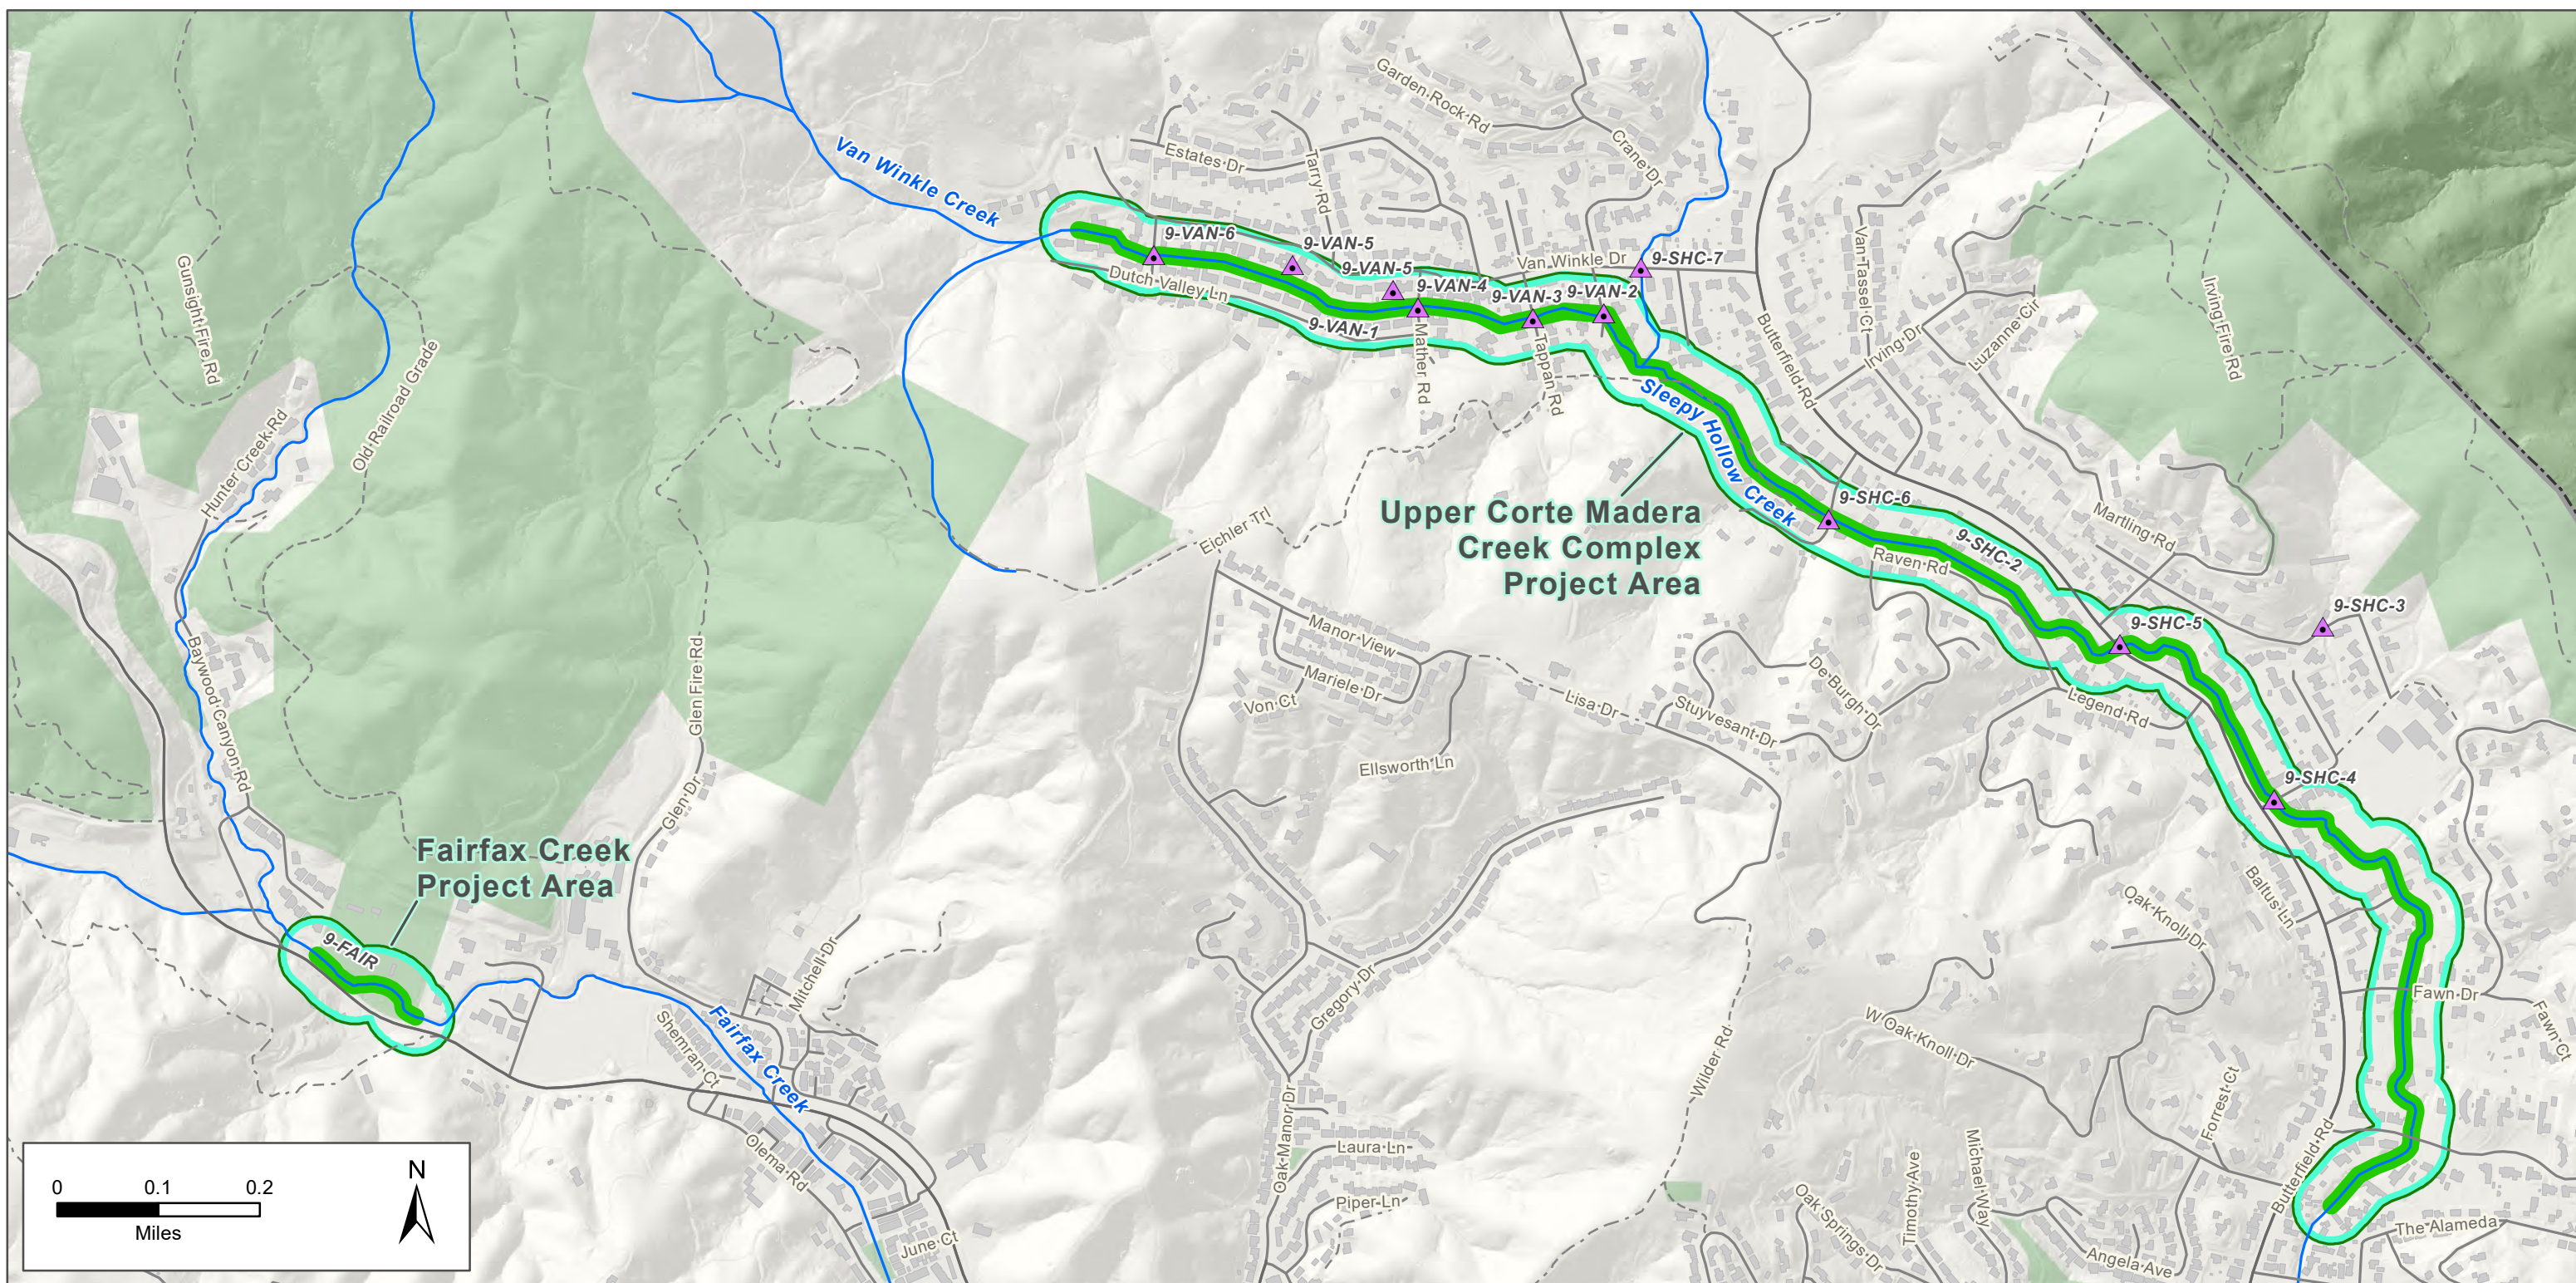 Garden Rock Rd
Crane Dr
Estates Dr
Tarry Rd
Van Winkle Creek
9-VAN-6
9-VAN-5
9-VAN-5
Van Winkle Dr
9-SHC-7
Dutch Valley Ln
9-VAN-4
9-VAN-3
9-VAN-2
9-VAN-1
Mather Rd
Tappan Rd
Van Tassel Ct
Butterfield Rd
Irving Dr
Luzanne Cir
Irving Fire Rd
Gunsight Fire Rd
Old Railroad Grade
Hunter Creek Rd
Sleepy Hollow Creek
Upper Corte Madera
Creek Complex
Project Area
9-SHC-6
Eichler Trl
Raven Rd
9-SHC-2
Martling Rd
9-SHC-3
9-SHC-5
Manor View
Mariele Dr
Von Ct
Lisa Dr
Stuyvesant Dr
De Burgh Dr
Legend Rd
Baywood Canyon Rd
Glen Fire Rd
Glen Dr
Ellsworth Ln
9-SHC-4
Fairfax Creek
Project Area
9-FAIR
Baltus Ln
Oak Knoll Dr
Mitchell Dr
Gregory Dr
Fawn Dr
Fawn Ct
W Oak Knoll Dr
Wilder Rd
Shemran Ct
Fairfax Creek
Forrest Ct
Oak Manor Dr
Laura Ln
Piper Ln
Olema Rd
June Ct
Oak Springs Dr
Timothy Ave
Michael Way
Angela Ave
Butterfield Rd
The Alameda
0 0.1 0.2
Miles
N